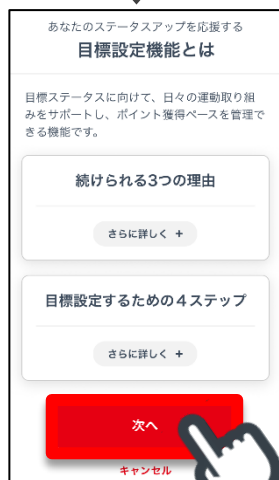 あなたのステータスアップを応援する
目標設定機能とは
目標ステータスに向けて、日々の運動取り組
みをサポートし、ポイント獲得ペースを管理で
きる機能です。
続けられる3つの理由
さらに詳しく +
目標設定するための４ステップ
さらに詳しく +
次へ
キャンセル